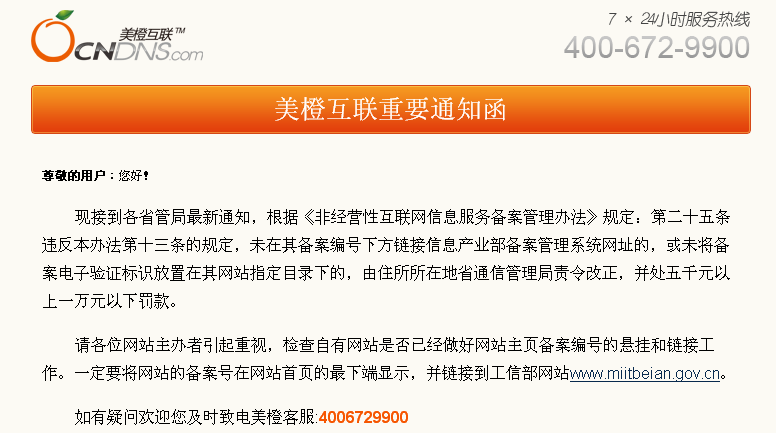 美橙互联™
CNDNS.com
7 × 24小时服务热线
400-672-9900
美橙互联重要通知函
尊敬的用户：您好！
现接到各省管局最新通知，根据《非经营性互联网信息服务备案管理办法》规定：第二十五条
违反本办法第十三条的规定，未在其备案编号下方链接信息产业部备案管理系统网址的，或未将备
案电子验证标识放置在其网站指定目录下的，由住所所在地省通信管理局责令改正，并处五千元以
上一万元以下罚款。
请各位网站主办者引起重视，检查自有网站是否已经做好网站主页备案编号的悬挂和链接工
作。一定要将网站的备案号在网站首页的最下端显示，并链接到工信部网站www.miitbeian.gov.cn。
如有疑问欢迎您及时致电美橙客服:4006729900